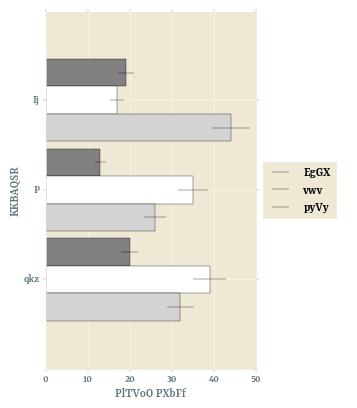 Ij
P
qkz
KKBAQSR
0 10 20 30 40 50
PlTVoO PXbFf
EgGX
vwv
pyVy